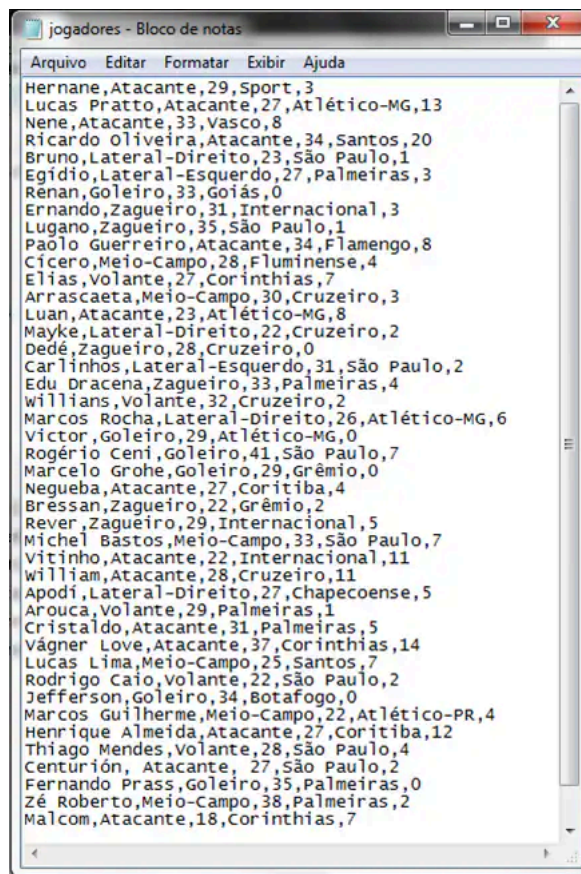 jogadores - Bloco de notas
Arquivo Editar Formatar Exibir Ajuda
Hernane,Atacante,29,Sport,3
Lucas Pratto,Atacante,27,Atlético-MG,13
Nene,Atacante,33,Vasco,8
Ricardo Oliveira,Atacante,34,Santos,20
Bruno,Lateral-Direito,23,São Paulo,1
Egídio,Lateral-Esquerdo,27,Palmeiras,3
Renan,Goleiro,33,Goiás,0
Ernando,Zagueiro,31,Internacional,3
Lugano,Zagueiro,35,São Paulo,1
Paolo Guerreiro,Atacante,34,Flamengo,8
Cícero,Meio-Campo,28,Fluminense,4
Elias,Volante,27,Corinthias,7
Arrascaeta,Meio-Campo,30,Cruzeiro,3
Luan,Atacante,23,Atlético-MG,8
Mayke,Lateral-Direito,22,Cruzeiro,2
Dedé,Zagueiro,28,Cruzeiro,0
Carlinhos,Lateral-Esquerdo,31,São Paulo,2
Edu Dracena,Zagueiro,33,Palmeiras,4
Willians,Volante,32,Cruzeiro,2
Marcos Rocha,Lateral-Direito,26,Atlético-MG,6
Victor,Goleiro,29,Atlético-MG,0
Rogério Ceni,Goleiro,41,São Paulo,7
Marcelo Grohe,Goleiro,29,Grêmio,0
Negueba,Atacante,27,Coritiba,4
Bressan,Zagueiro,22,Grêmio,2
Rever,Zagueiro,29,Internacional,5
Michel Bastos,Meio-Campo,33,São Paulo,7
Vitinho,Atacante,22,Internacional,11
William,Atacante,28,Cruzeiro,11
Apodí,Lateral-Direito,27,Chapecoense,5
Arouca,Volante,29,Palmeiras,1
Cristaldo,Atacante,31,Palmeiras,5
Vágner Love,Atacante,37,Corinthias,14
Lucas Lima,Meio-Campo,25,Santos,7
Rodrigo Caio,Volante,22,São Paulo,2
Jefferson,Goleiro,34,Botafogo,0
Marcos Guilherme,Meio-Campo,22,Atlético-PR,4
Henrique Almeida,Atacante,27,Coritiba,12
Thiago Mendes,Volante,28,São Paulo,4
Centurión, Atacante, 27,São Paulo,2
Fernando Prass,Goleiro,35,Palmeiras,0
Zé Roberto,Meio-Campo,38,Palmeiras,2
Malcom,Atacante,18,Corinthias,7